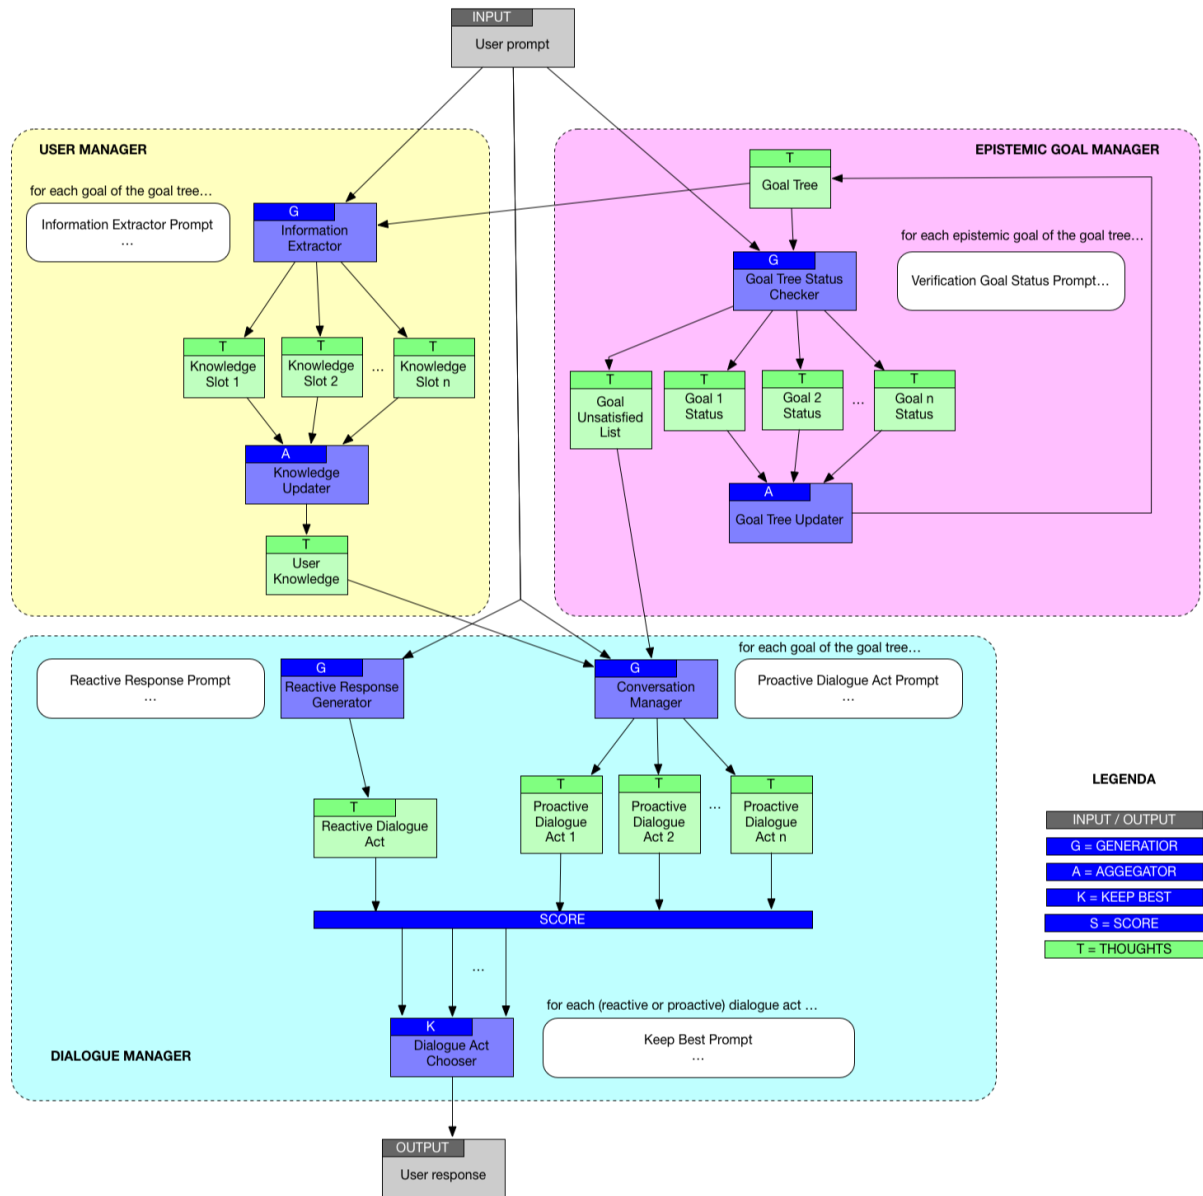 INPUT
User prompt
USER MANAGER
for each goal of the goal tree...
Information Extractor Prompt
...
G
Information
Extractor
T
Knowledge
Slot 1
T
Knowledge
Slot 2
...
T
Knowledge
Slot n
A
Knowledge
Updater
T
User
Knowledge
EPISTEMIC GOAL MANAGER
T
Goal Tree
for each epistemic goal of the goal tree...
Verification Goal Status Prompt...
G
Goal Tree Status
Checker
T
Goal
Unsatisfied
List
T
Goal 1
Status
T
Goal 2
Status
...
T
Goal n
Status
A
Goal Tree Updater
for each goal of the goal tree...
Reactive Response Prompt
...
G
Reactive Response
Generator
G
Conversation
Manager
Proactive Dialogue Act Prompt
...
T
Reactive Dialogue
Act
T
Proactive
Dialogue
Act 1
T
Proactive
Dialogue
Act 2
...
T
Proactive
Dialogue
Act n
SCORE
...
for each (reactive or proactive) dialogue act ...
K
Dialogue Act
Chooser
Keep Best Prompt
...
DIALOGUE MANAGER
OUTPUT
User response
LEGENDA
INPUT / OUTPUT
G = GENERATIOR
A = AGGEGATOR
K = KEEP BEST
S = SCORE
T = THOUGHTS